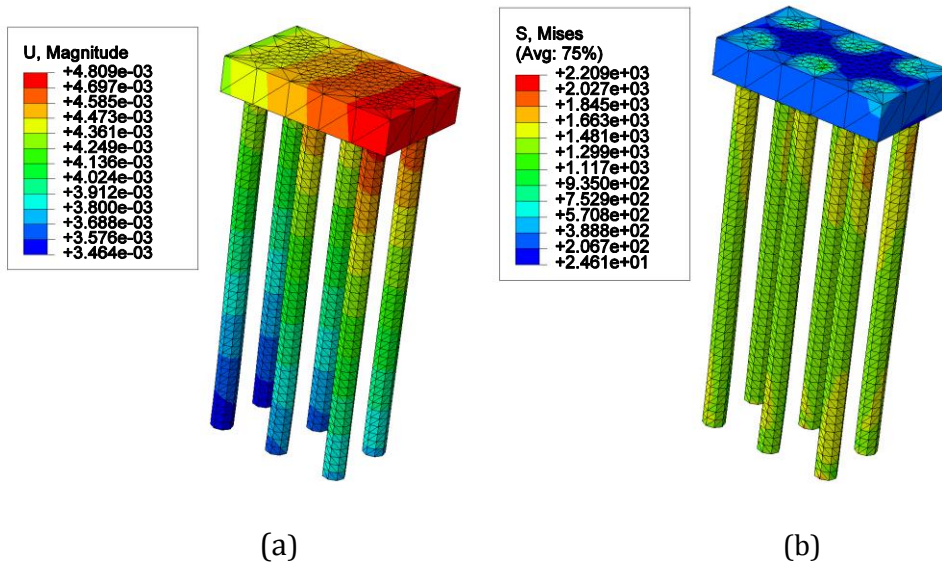 U, Magnitude
+4.809e-03
+4.697e-03
+4.585e-03
+4.473e-03
+4.361e-03
+4.249e-03
+4.136e-03
+4.024e-03
+3.912e-03
+3.800e-03
+3.688e-03
+3.576e-03
+3.464e-03
S, Mises
(Avg: 75%)
+2.209e+03
+2.027e+03
+1.845e+03
+1.663e+03
+1.481e+03
+1.299e+03
+1.117e+03
+9.350e+02
+7.529e+02
+5.708e+02
+3.888e+02
+2.067e+02
+2.461e+01
(a)
(b)